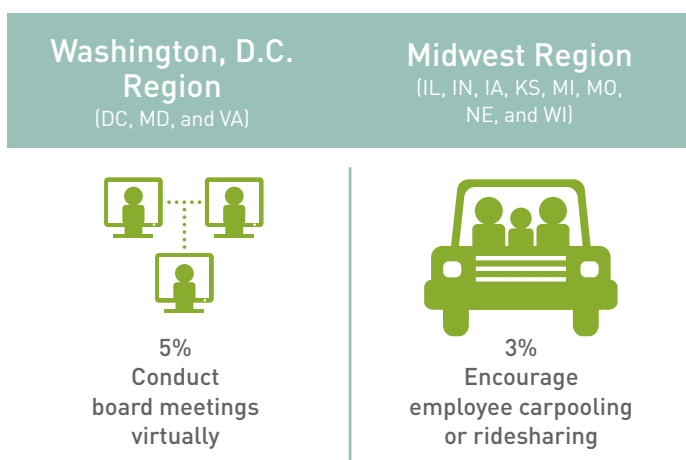 Washington, D.C.
Region
(DC, MD, and VA)
Midwest Region
(IL, IN, IA, KS, MI, MO,
NE, and WI)
5%
Conduct
board meetings
virtually
3%
Encourage
employee carpooling
or ridesharing